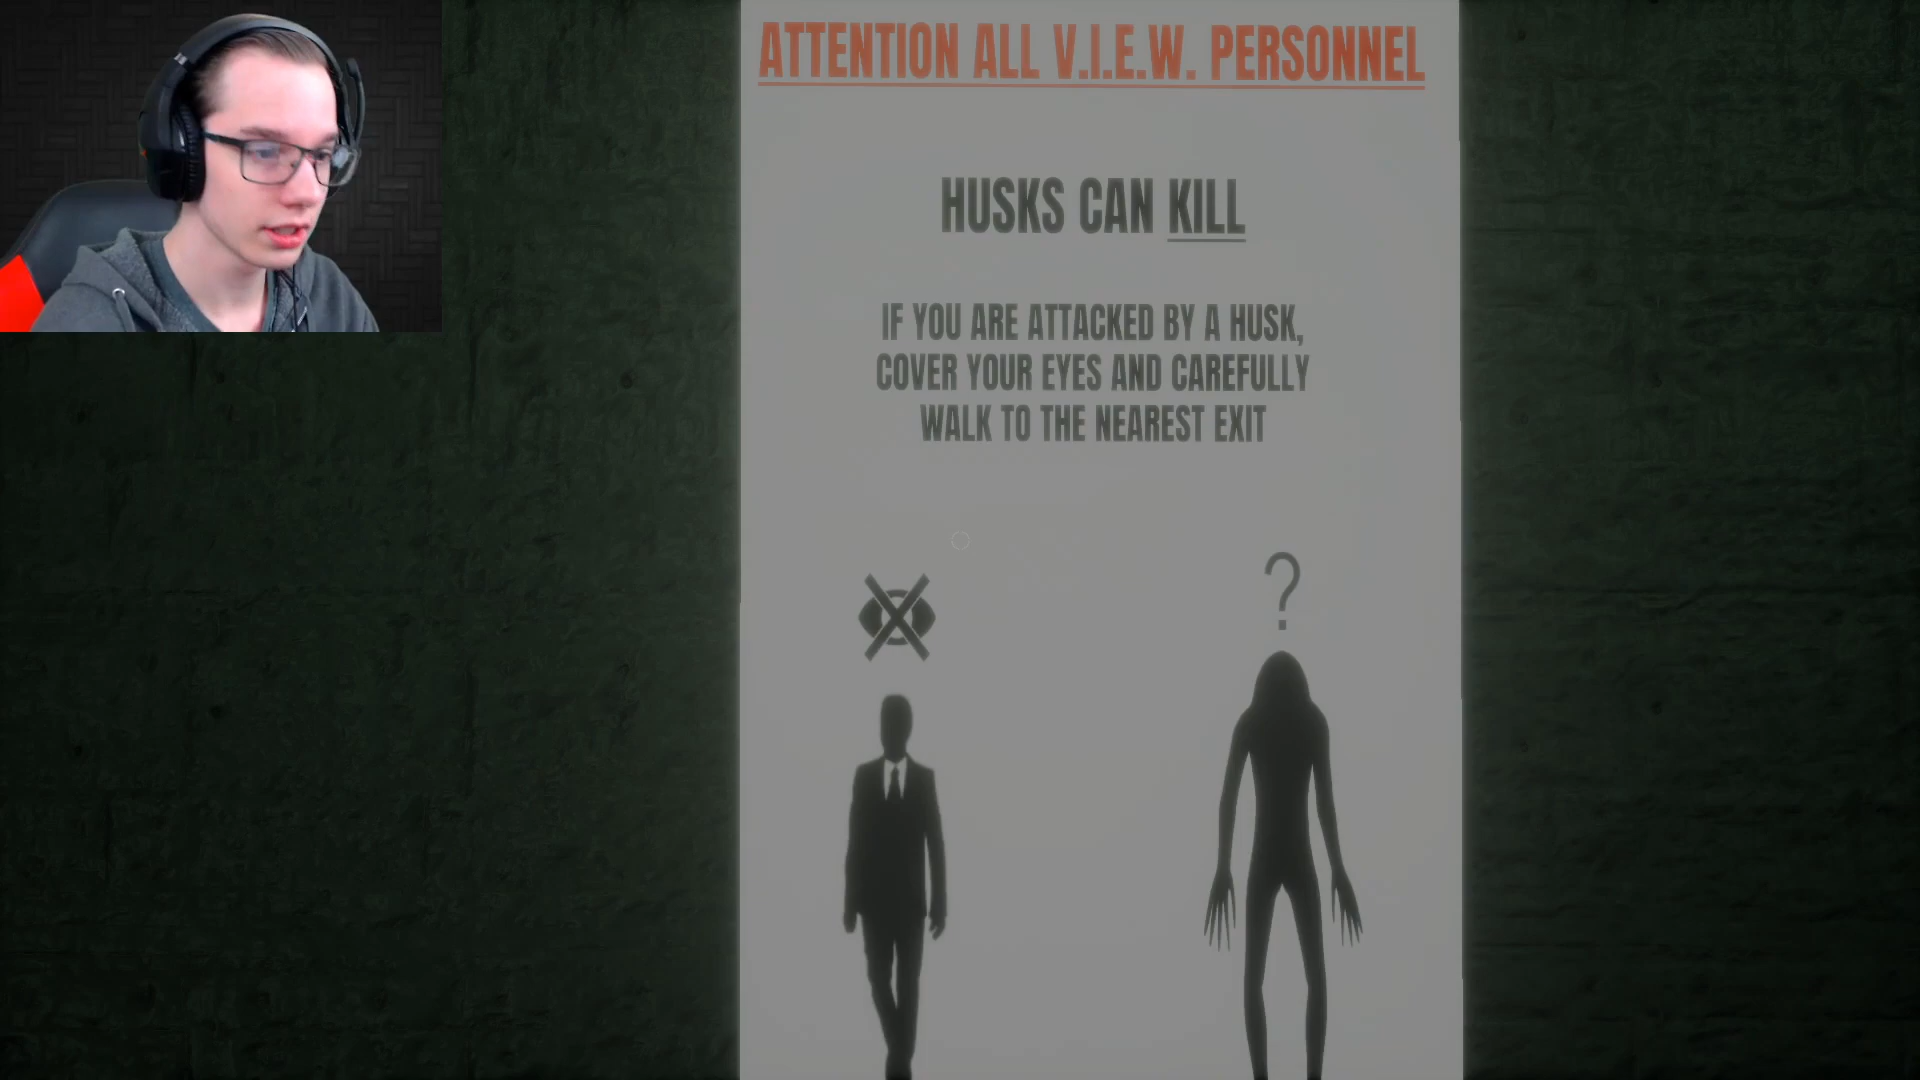 ATTENTION ALL V.I.E.W. PERSONNEL
HUSKS CAN KILL
IF YOU ARE ATTACKED BY A HUSK,
COVER YOUR EYES AND CAREFULLY
WALK TO THE NEAREST EXIT
?